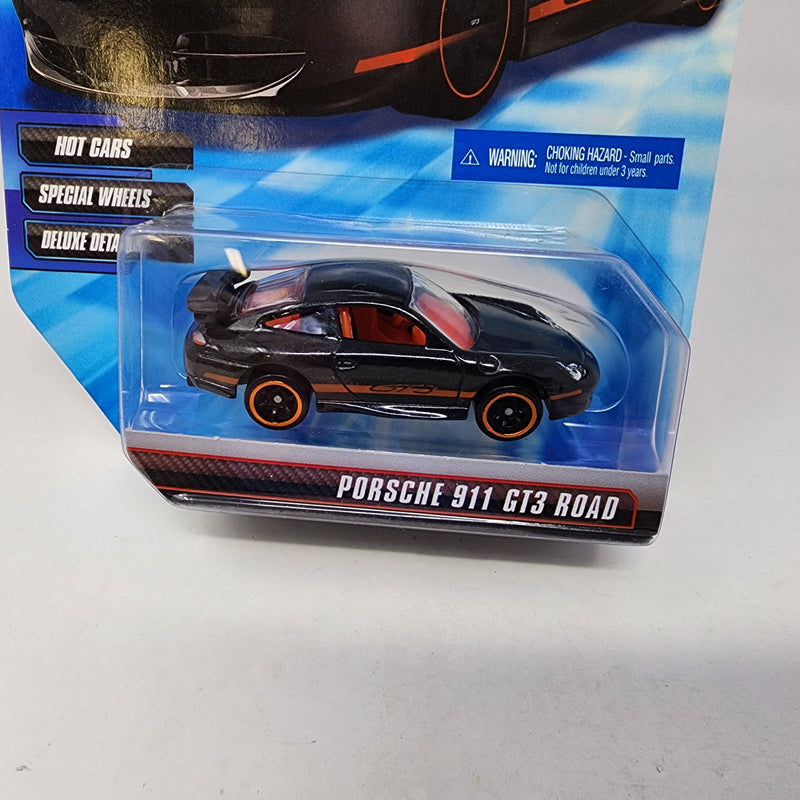 HOT CARS
SPECIAL WHEELS
DELUXE
WARNING: CHOKING HAZARD - Small parts.
Not for children under 3 years.
GT3
PORSCHE 911 GT3 ROAD